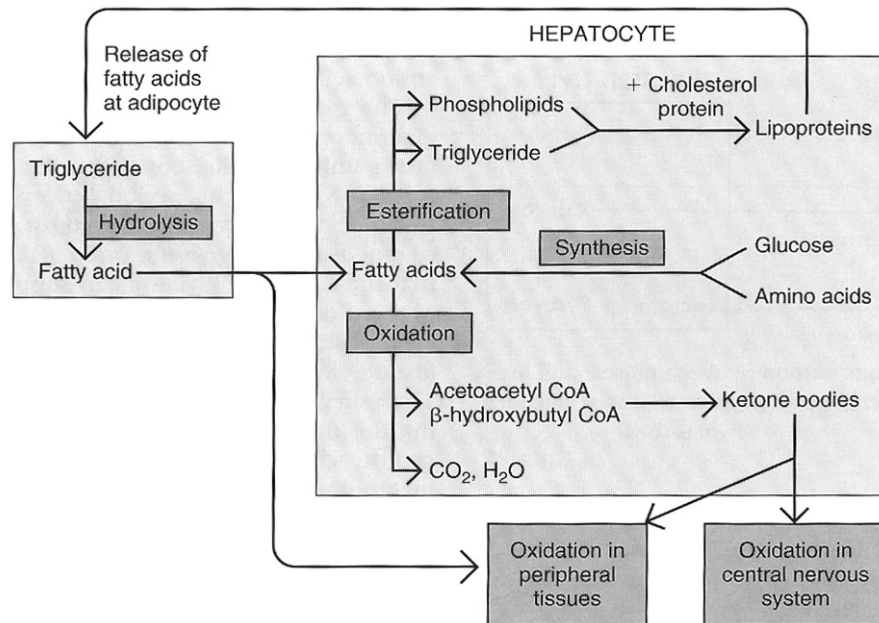 HEPATOCYTE
Release of
fatty acids
at adipocyte
Triglyceride
Hydrolysis
Fatty acid
Phospholipids
Triglyceride
+ Cholesterol
protein
Lipoproteins
Esterification
Synthesis
Fatty acids
Glucose
Amino acids
Oxidation
Acetoacetyl CoA
β-hydroxybutyl CoA
Ketone bodies
CO₂, H₂O
Oxidation in
peripheral
tissues
Oxidation in
central nervous
system